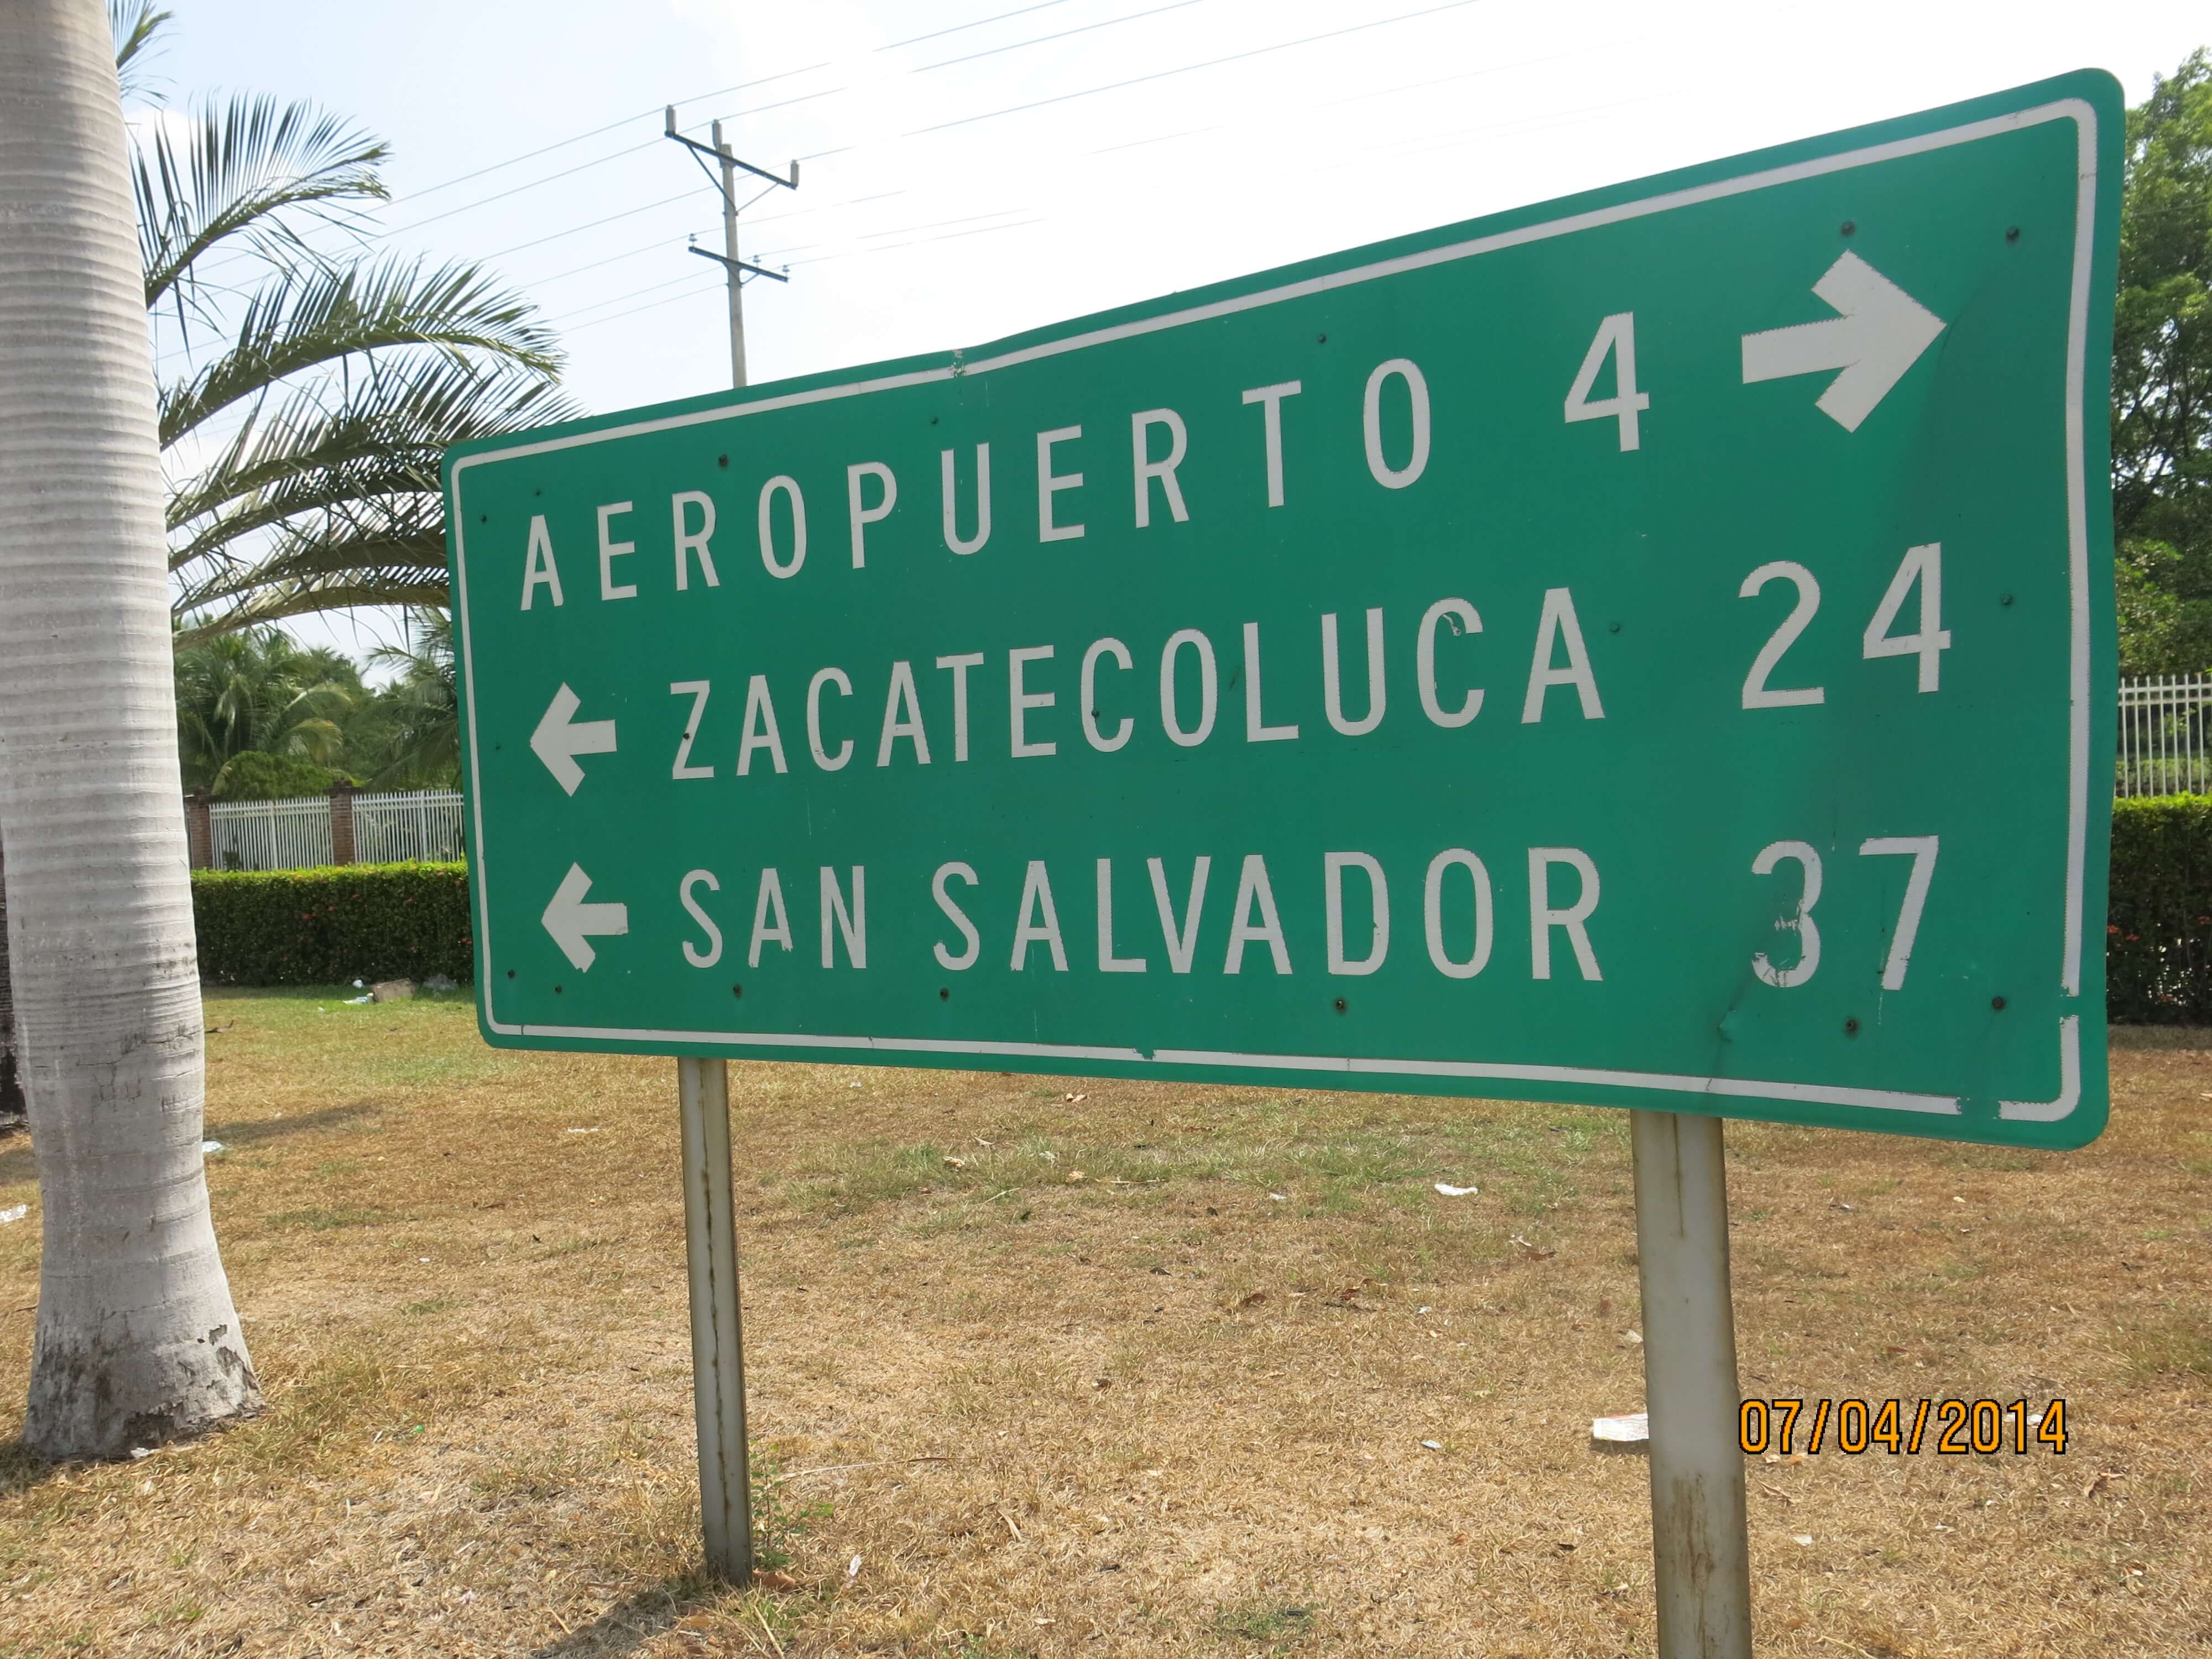 AEROPUERTO 4
ZACATECOLUCA 24
SAN SALVADOR 37
07/04/2014